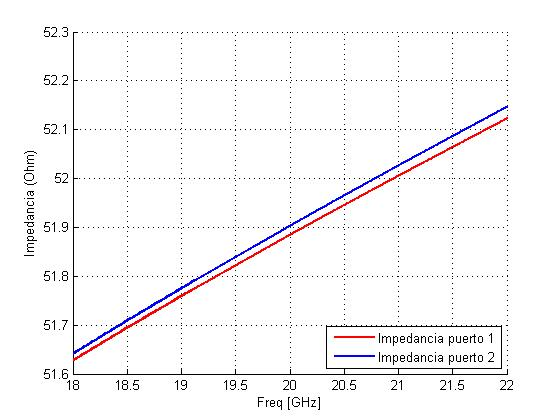 52.3
52.2
52.1
52
51.9
51.8
51.7
51.6
Impedancia (Ohm)
18 18.5 19 19.5 20 20.5 21 21.5 22
Freq [GHz]
Impedancia puerto 1
Impedancia puerto 2